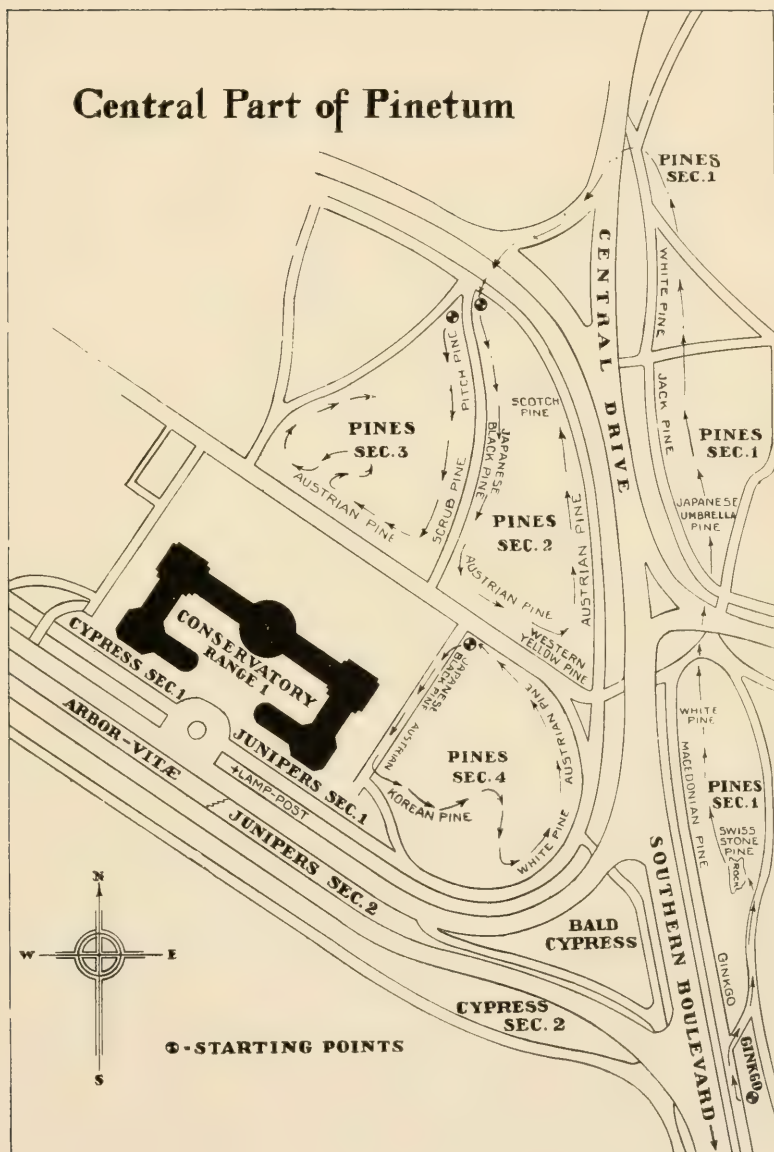 Central Part of Pinetum
PINES
SEC. 1
CENTRAL DRIVE
WHITE PINE
PITCH PINE
JACK PINE
SCOTCH
PINE
PINES
SEC. 3
JAPANESE
BLACK PINE
PINES
SEC. 1
AUSTRIAN PINE
SCRUB PINE
PINES
SEC. 2
AUSTRIAN PINE
JAPANESE
UMBRELLA
PINE
AUSTRIAN PINE
WESTERN
YELLOW PINE
CONSERVATORY
RANGE 1
CYPRESS SEC. 1
JAPANESE
BLACK PINE
AUSTRIAN
AUSTRIAN PINE
WHITE
PINE
ARBOR-VITÆ
JUNIPERS SEC. 1
PINES
SEC. 4
MACEDONIAN PINE
PINES
SEC. 1
LAMP-POST
KOREAN PINE
JUNIPERS SEC. 2
WHITE PINE
SWISS
STONE
PINE
ROCK
SOUTHERN BOULEVARD
N
W
E
S
BALD
CYPRESS
GINKGO
CYPRESS
SEC. 2
GINKGO
-STARTING POINTS